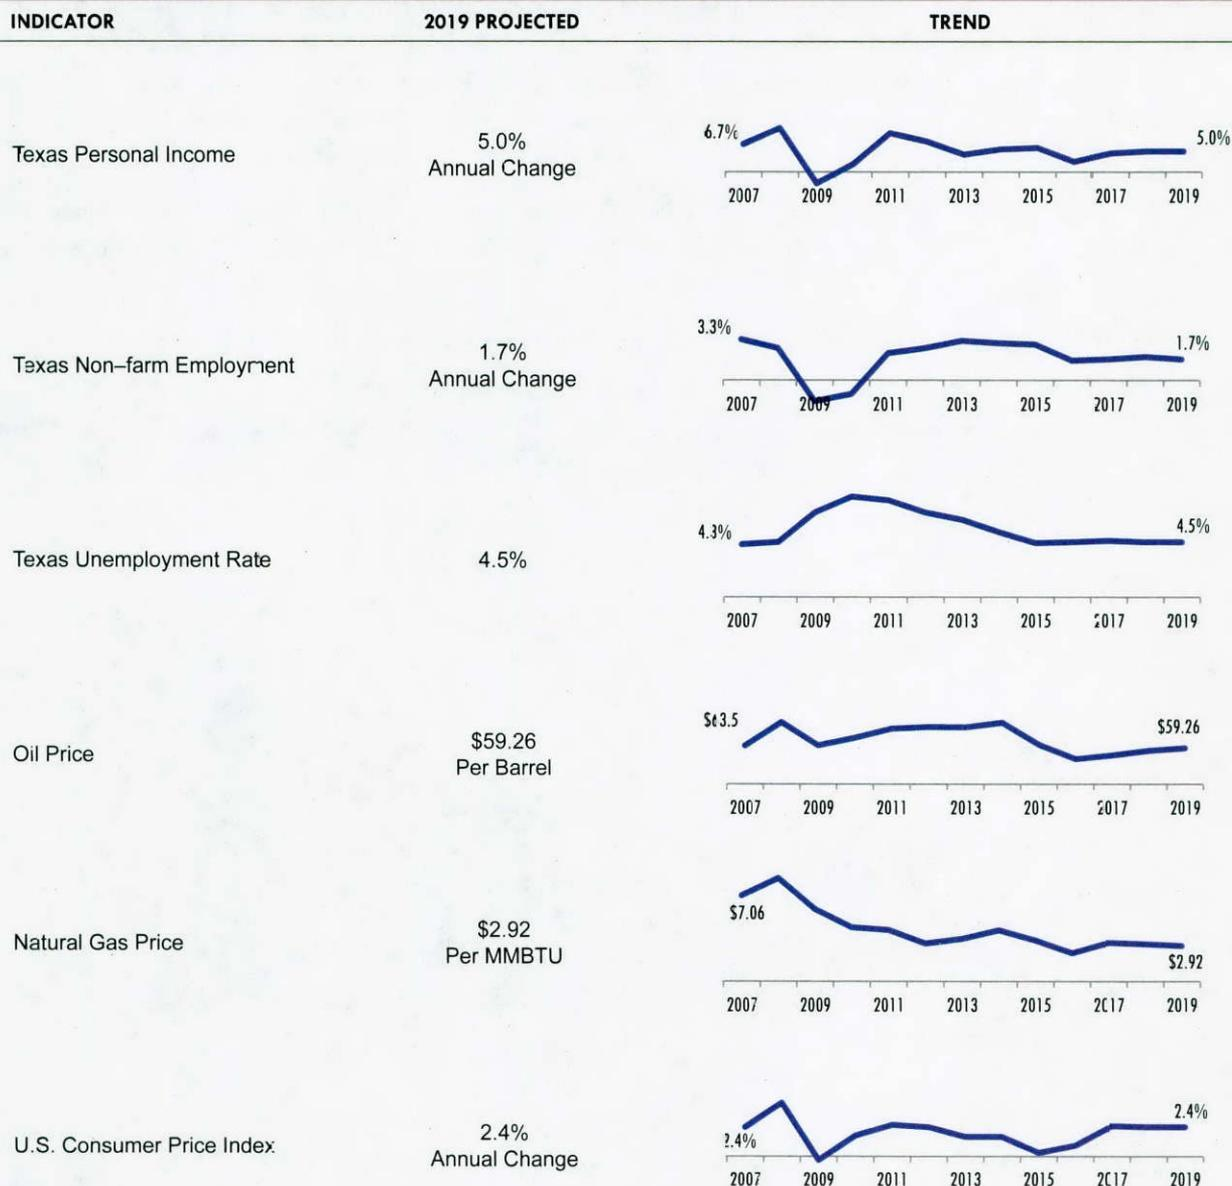 INDICATOR 2019 PROJECTED TREND
Texas Personal Income
5.0%
Annual Change
6.7% 5.0%
2007 2009 2011 2013 2015 2017 2019
Texas Non–farm Employment
1.7%
Annual Change
3.3% 1.7%
2007 2009 2011 2013 2015 2017 2019
Texas Unemployment Rate
4.5%
4.3% 4.5%
2007 2009 2011 2013 2015 2017 2019
Oil Price
$59.26
Per Barrel
$63.5 $59.26
2007 2009 2011 2013 2015 2017 2019
Natural Gas Price
$2.92
Per MMBTU
$7.06 $2.92
2007 2009 2011 2013 2015 2017 2019
U.S. Consumer Price Index
2.4%
Annual Change
2.4% 2.4%
2007 2009 2011 2013 2015 2017 2019